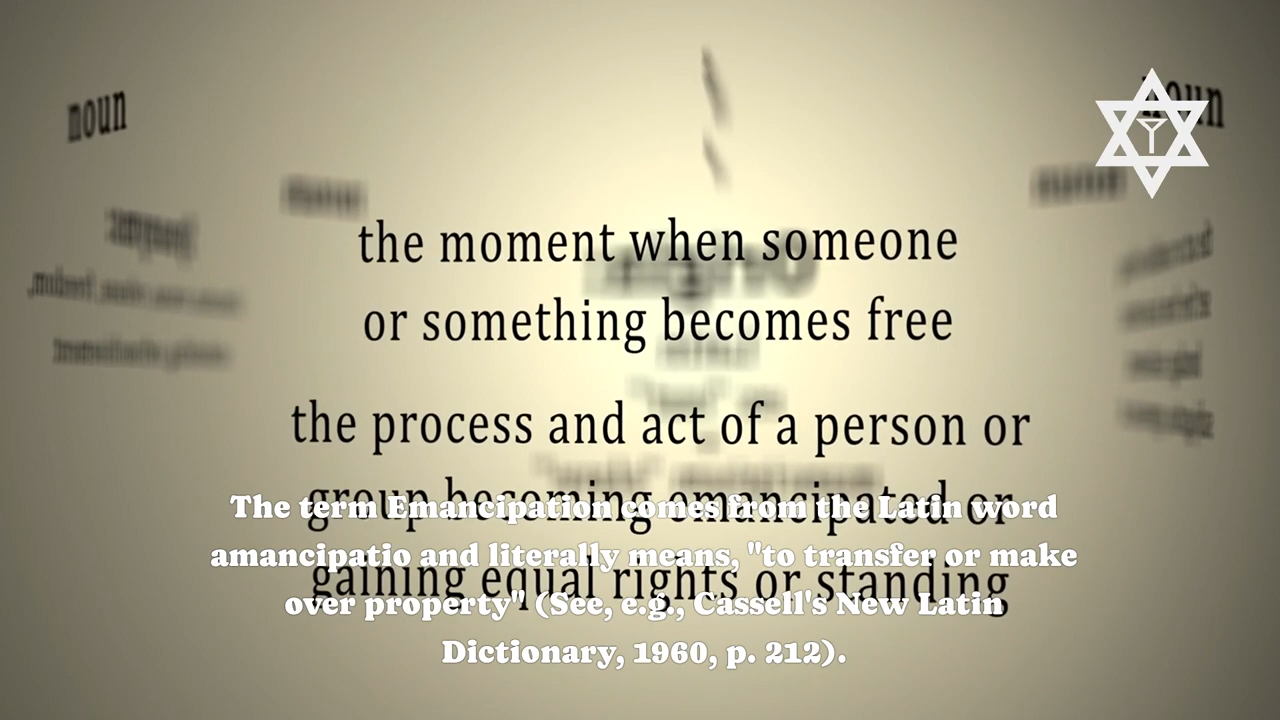 noun
noun
the moment when someone
or something becomes free
the process and act of a person or
group becoming emancipated or
gaining equal rights or standing
The term Emancipation comes from the Latin word
amancipatio and literally means, "to transfer or make
over property" (See, e.g., Cassell's New Latin
Dictionary, 1960, p. 212).